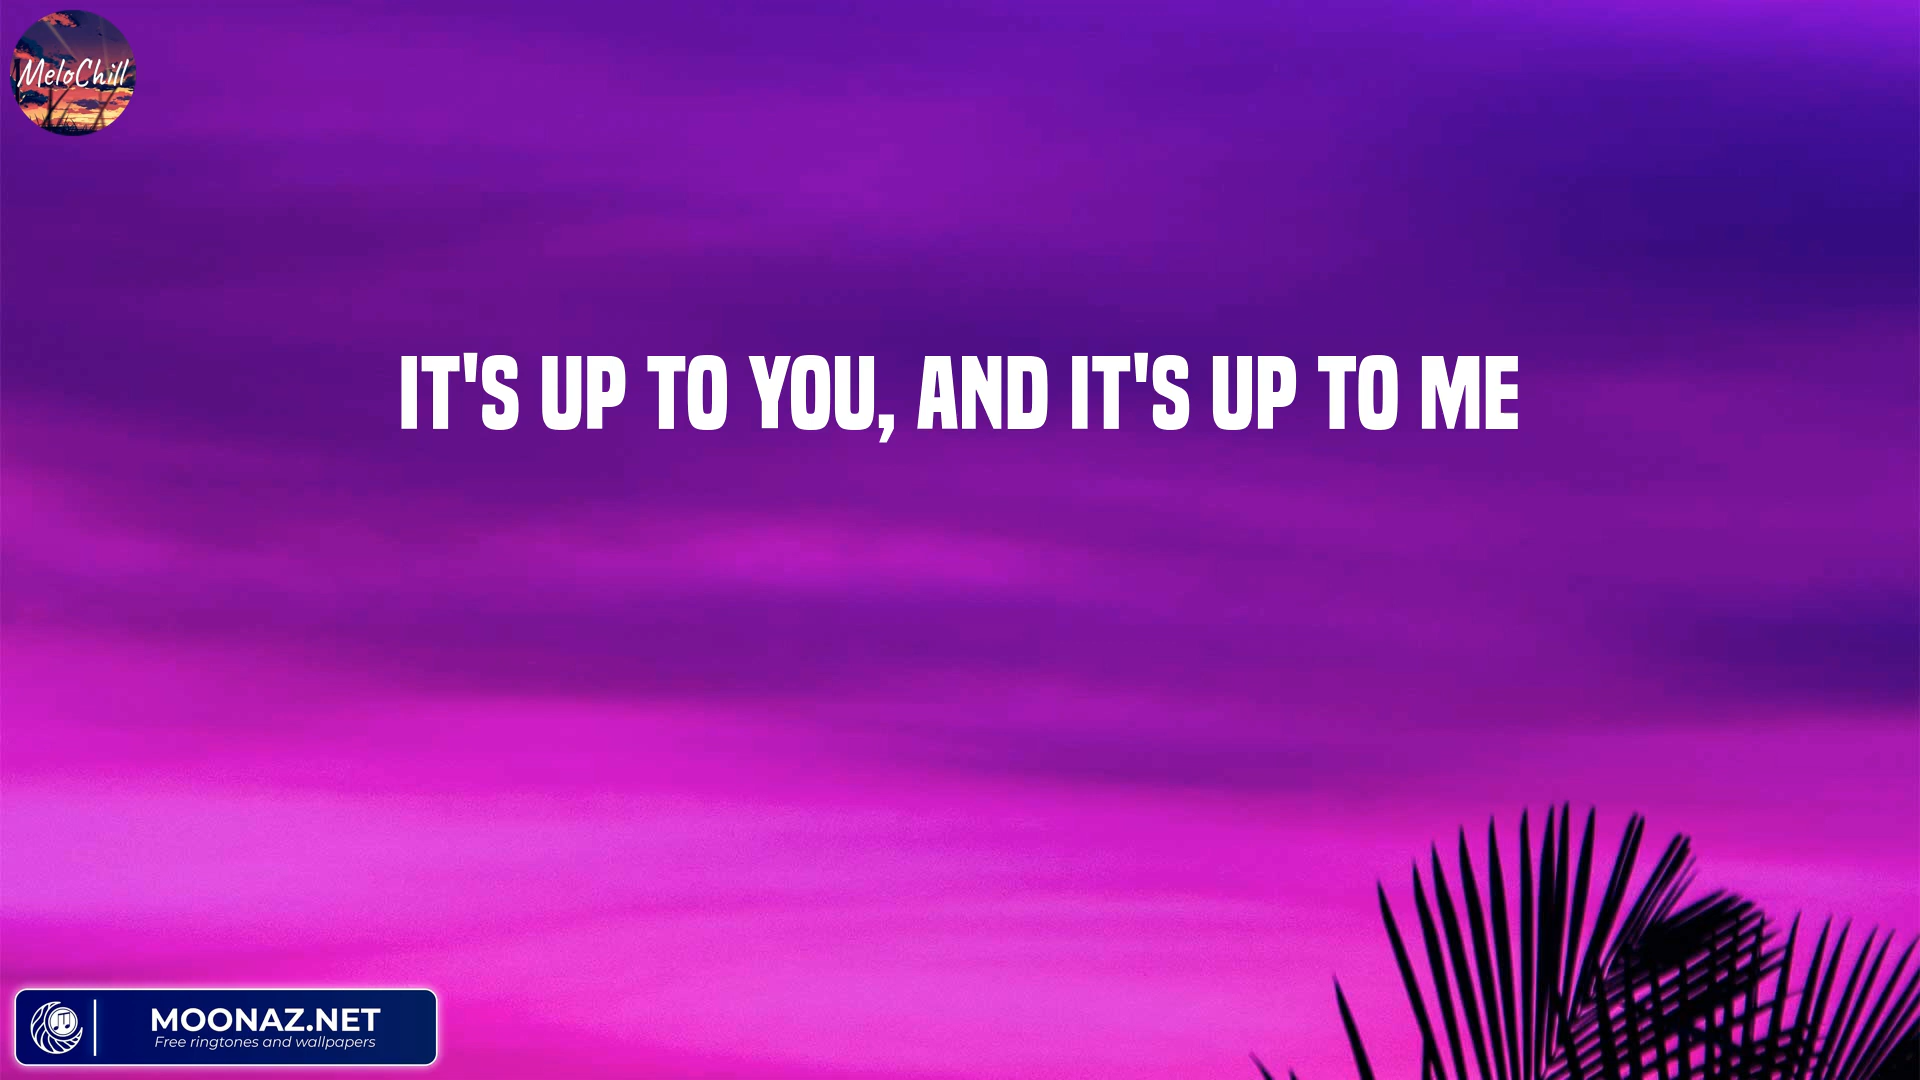 MeloChill
IT'S UP TO YOU, AND IT'S UP TO ME
MOONAZ.NET
Free ringtones and wallpapers